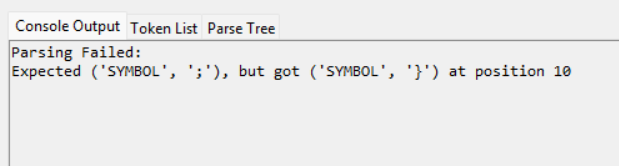 Console Output Token List Parse Tree
Parsing Failed:
Expected ('SYMBOL', ';'), but got ('SYMBOL', '}') at position 10